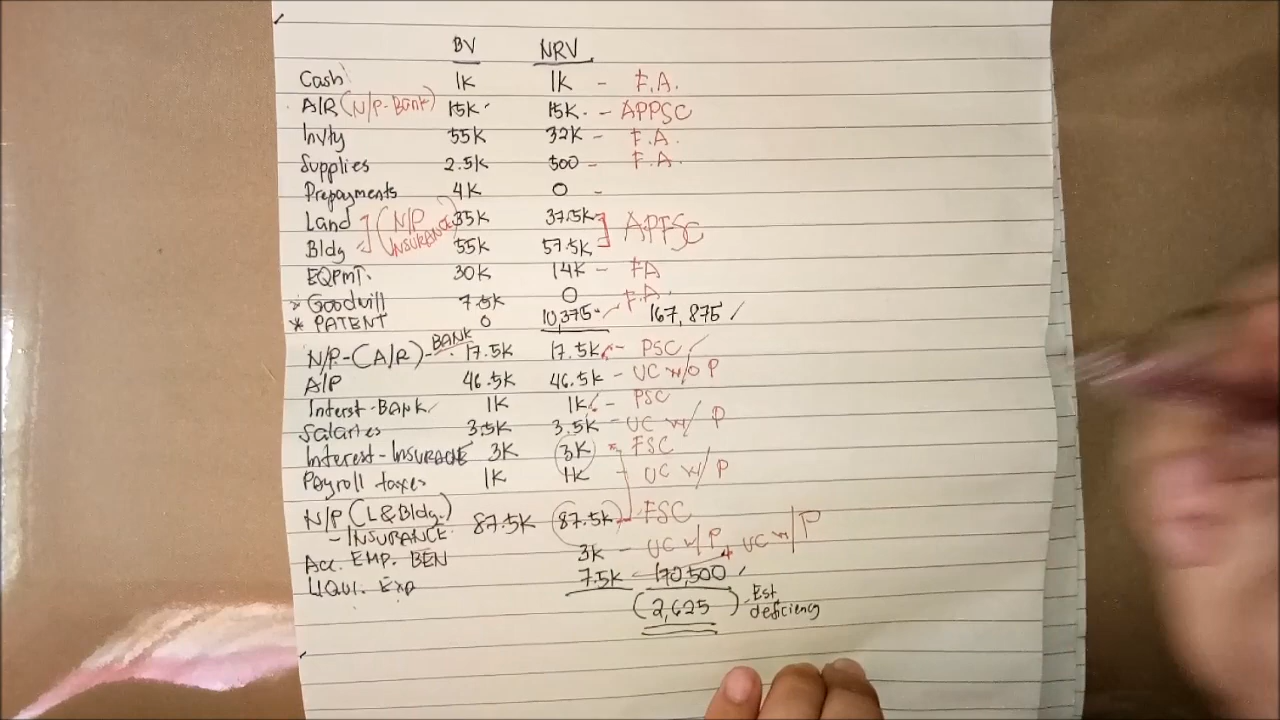 BV NRV
Cash 1K 1K - F.A.
A/R (N/P-Bank) 15K 15K - APPSC
Invty 55K 32K - F.A.
Supplies 2.5K 500 - F.A.
Prepayments 4K 0 -
Land ] (N/P 35K 37.5K ] APFSC
Bldg INSURANCE) 55K 57.5K
EQPMT. 30K 14K - FA
* Goodwill 7.5K 0
* PATENT 0 10,375 - F.A. 167,875 /
N/P-(A/R)-BANK 17.5K 17.5K - PSC
A/P 46.5K 46.5K - UC w/o P
Interst-BANK 1K 1K - PSC
Salaries 3.5K 3.5K - UC w/ P
Interest-Insurace 3K 3K * FSC
Payroll taxes 1K 1K - UC w/ P
N/P (L&Bldg.) 87.5K 87.5K - FSC
- INSURANCE
Acc. EMP. BEN 3K - UC w/P UC w/P
LIQUI. Exp 7.5K 170,500 /
(2,625) Est
deficiency